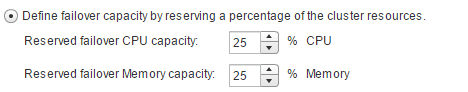 Define failover capacity by reserving a percentage of the cluster resources.
Reserved failover CPU capacity: 25 % CPU
Reserved failover Memory capacity: 25 % Memory